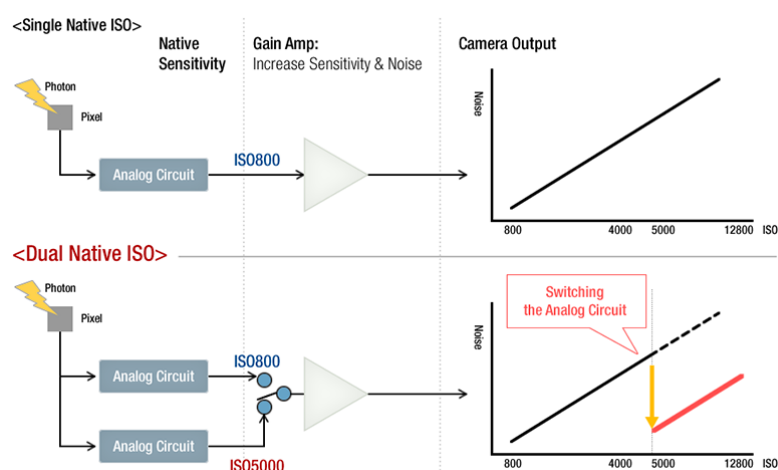 <Single Native ISO>
Native
Sensitivity
Gain Amp:
Increase Sensitivity & Noise
Camera Output
Photon
Pixel
Analog Circuit
ISO800
Noise
800 4000 5000 12800 ISO
<Dual Native ISO>
Photon
Pixel
Analog Circuit
ISO800
Analog Circuit
ISO5000
Switching
the Analog Circuit
Noise
800 4000 5000 12800 ISO